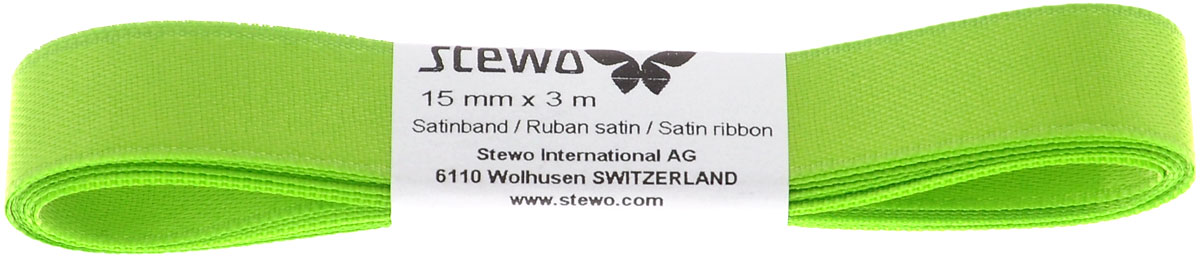 stewo
15 mm x 3 m
Satinband / Ruban satin / Satin ribbon
Stewo International AG
6110 Wolhusen SWITZERLAND
www.stewo.com